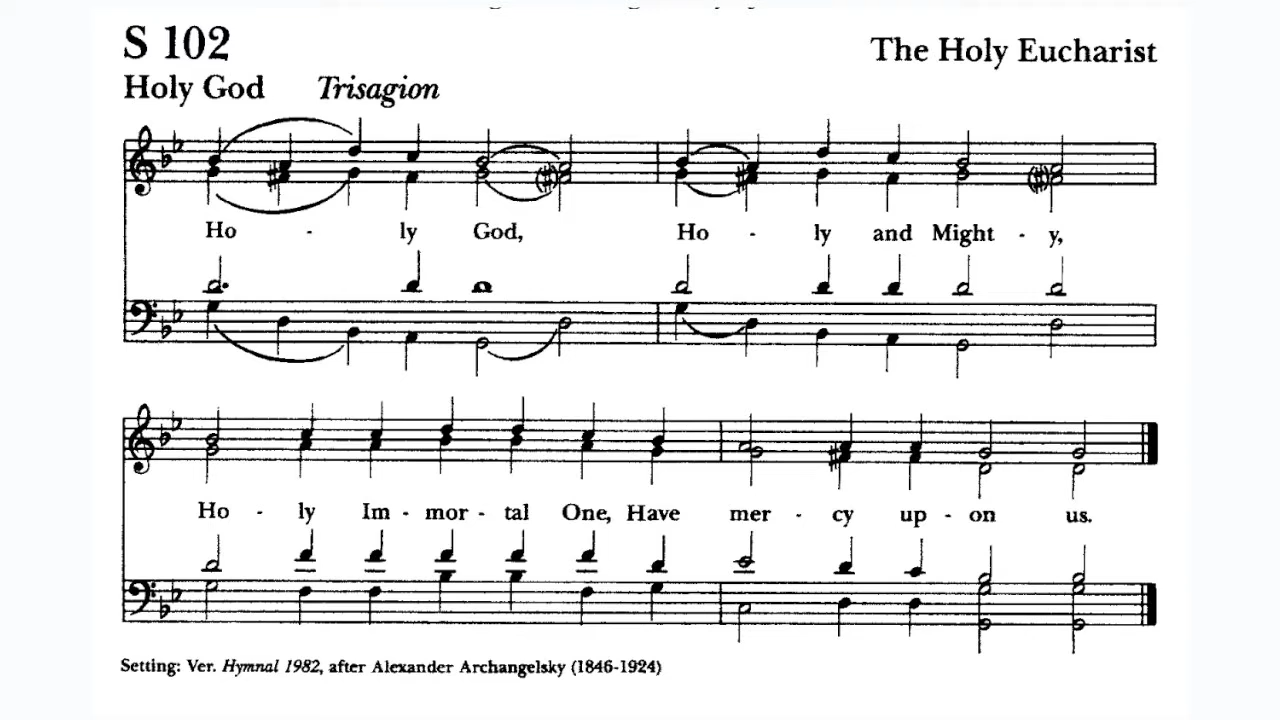 S 102 The Holy Eucharist
Holy God Trisagion
Ho - ly God, Ho - ly and Might - y,
Ho - ly Im - mor - tal One, Have mer - cy up - on us.
Setting: Ver. Hymnal 1982, after Alexander Archangelsky (1846-1924)